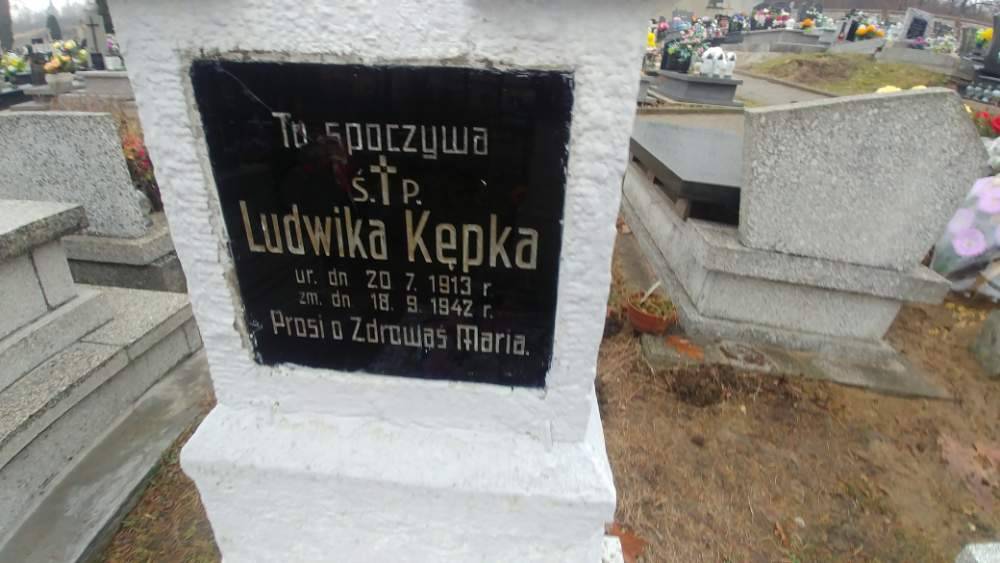 Tu spoczywa
Ś.†P.
Ludwika Kępka
ur. dn 20 7. 1913 r
zm. dn 18. 9. 1942 r.
Prosi o Zdrowaś Maria.